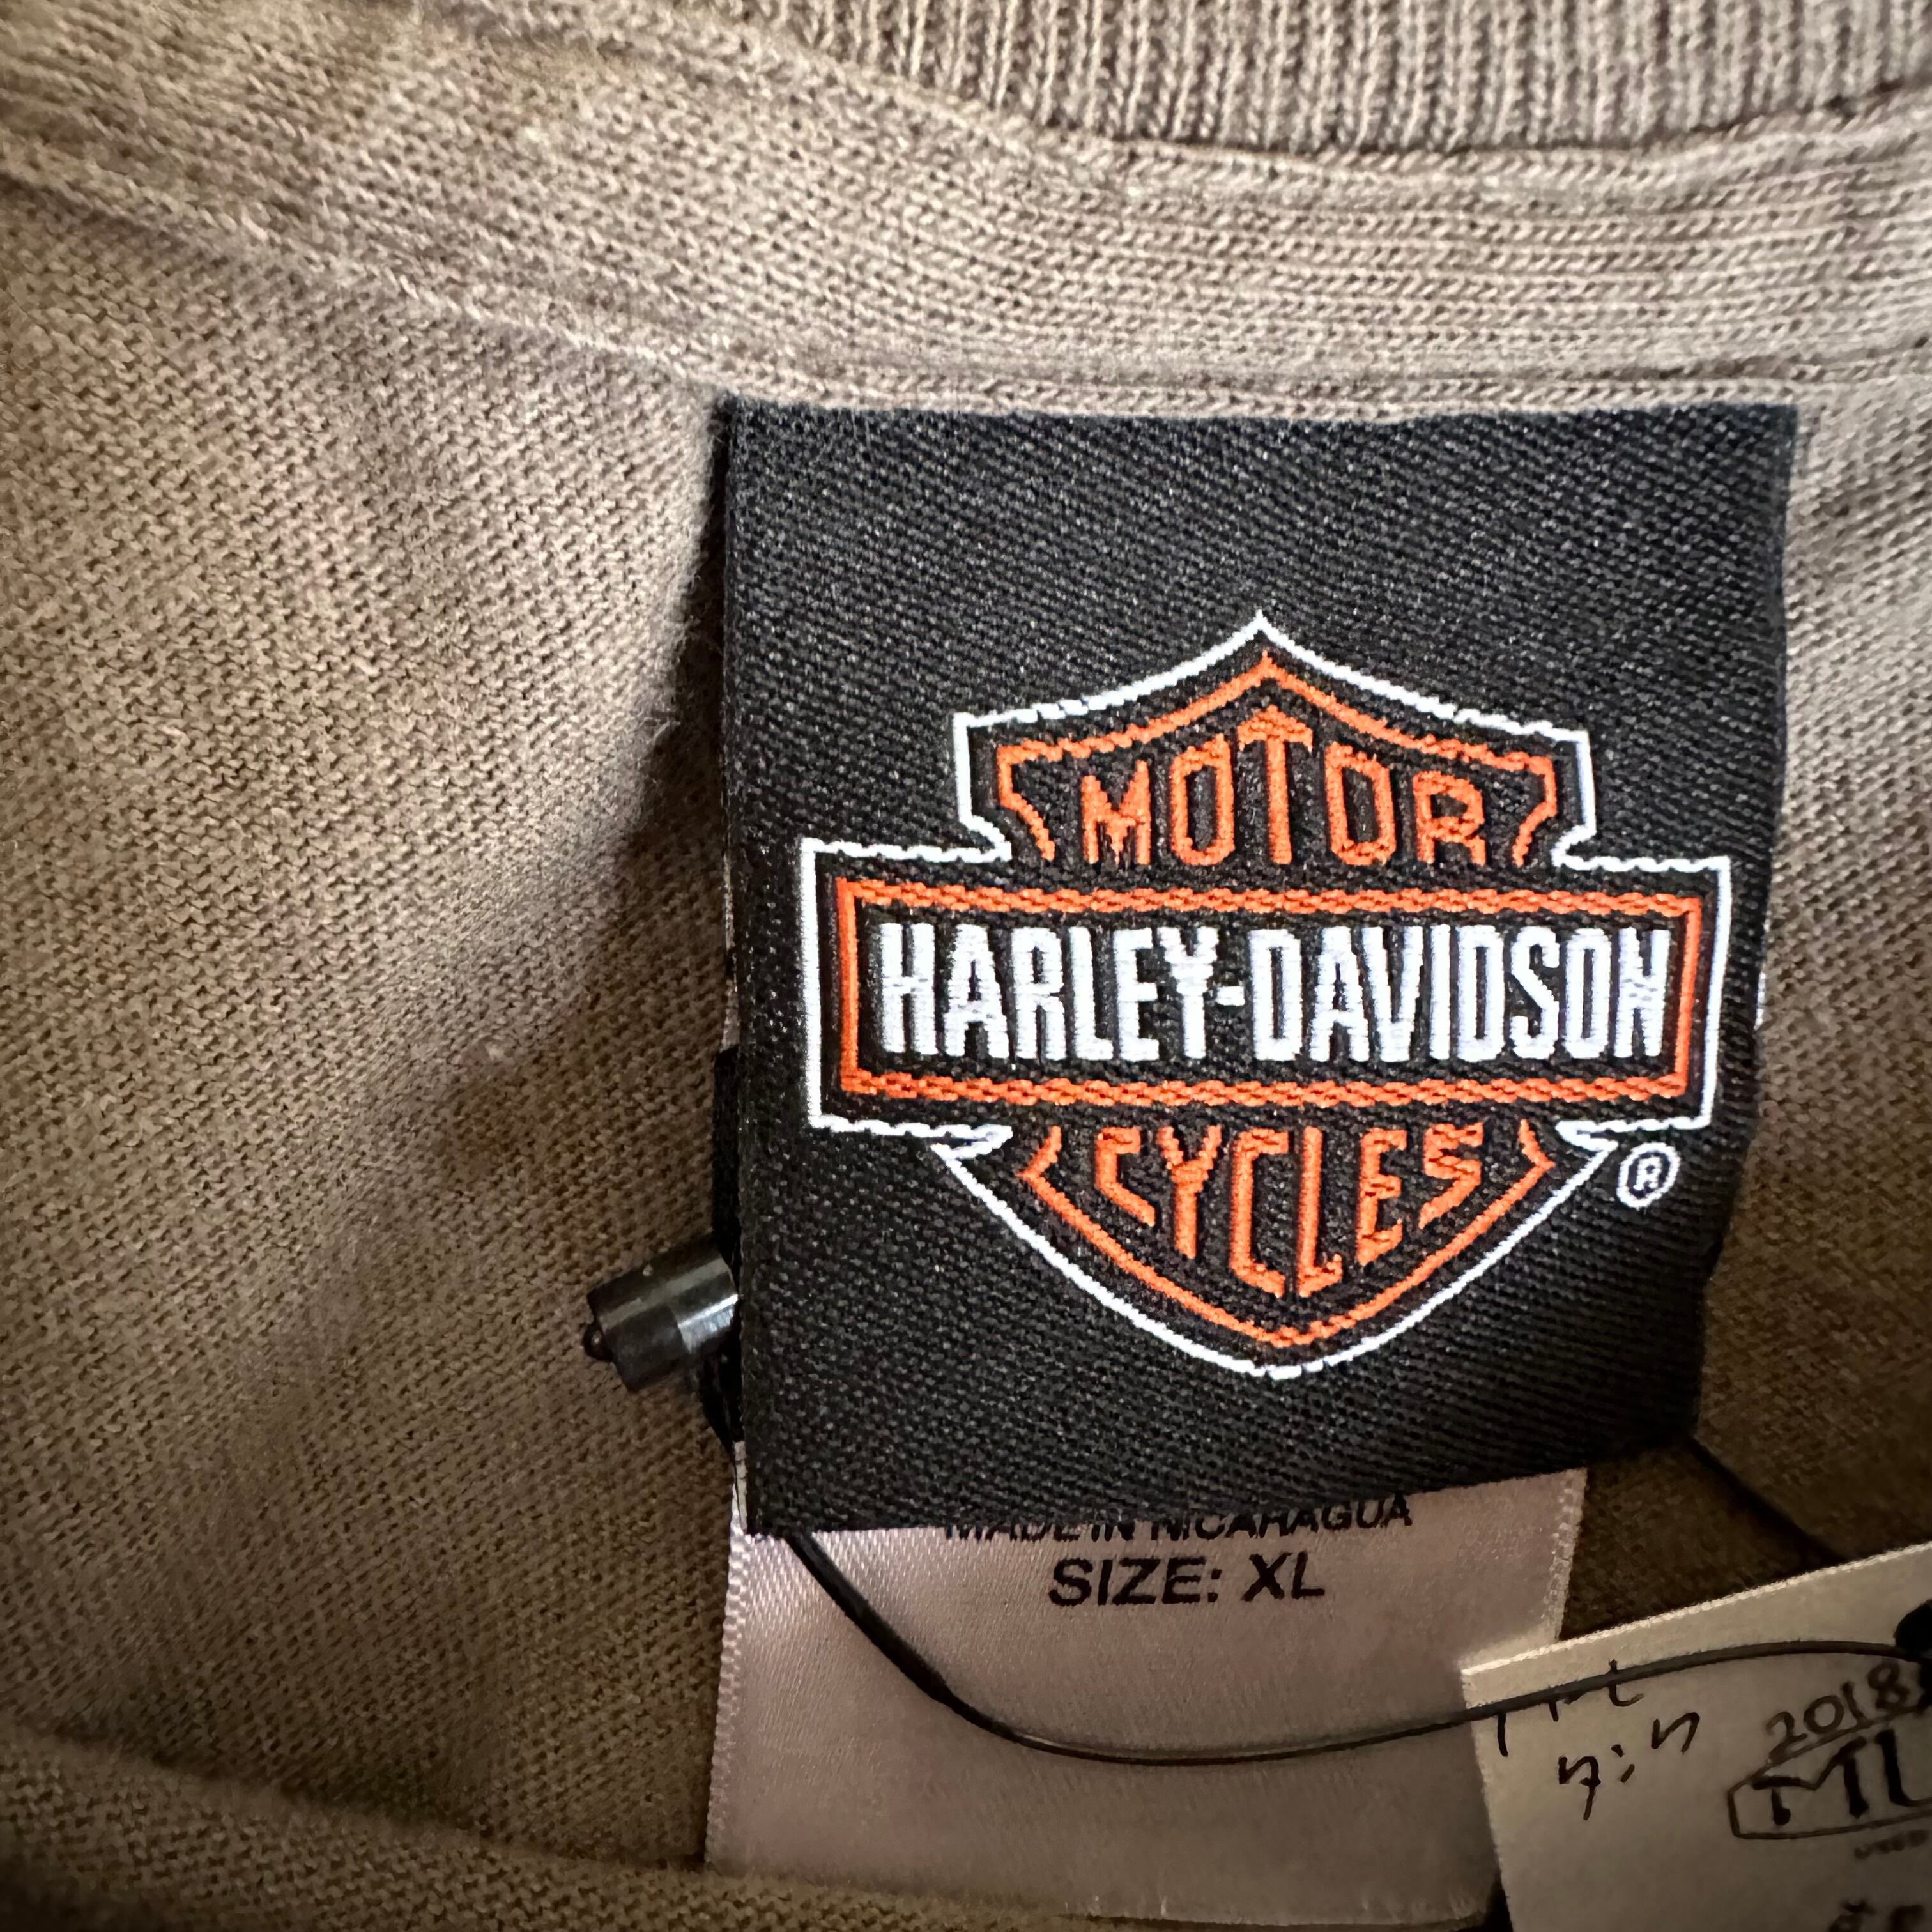 MOTOR
HARLEY-DAVIDSON
CYCLES
®
MADE IN NICARAGUA
SIZE: XL
2018